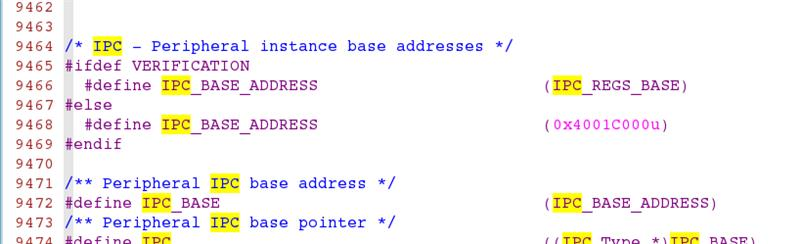 9462
9463
9464 /* IPC - Peripheral instance base addresses */
9465 #ifdef VERIFICATION
9466 #define IPC_BASE_ADDRESS (IPC_REGS_BASE)
9467 #else
9468 #define IPC_BASE_ADDRESS (0x4001C000u)
9469 #endif
9470
9471 /** Peripheral IPC base address */
9472 #define IPC_BASE (IPC_BASE_ADDRESS)
9473 /** Peripheral IPC base pointer */
9474 #define IPC ((IPC_Type *)IPC_BASE)